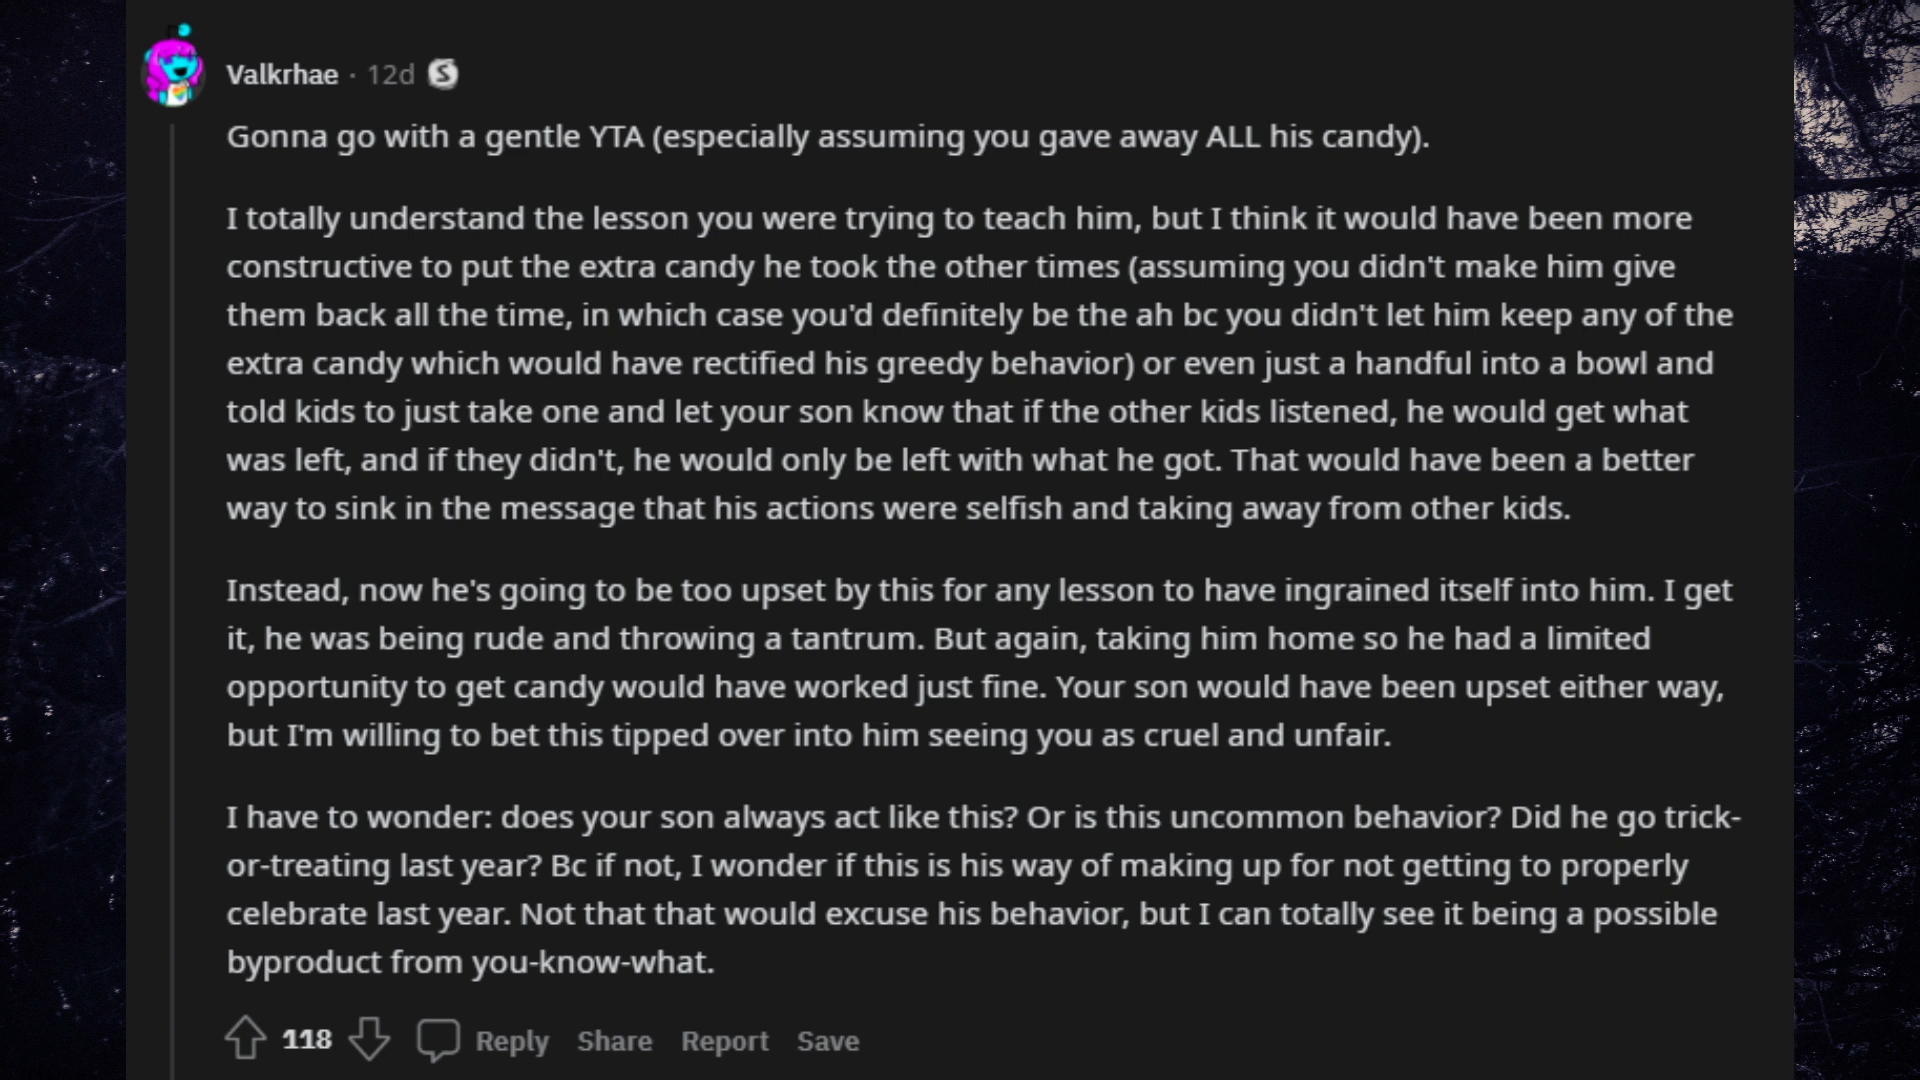 Valkrhae · 12d
Gonna go with a gentle YTA (especially assuming you gave away ALL his candy).
I totally understand the lesson you were trying to teach him, but I think it would have been more
constructive to put the extra candy he took the other times (assuming you didn't make him give
them back all the time, in which case you'd definitely be the ah bc you didn't let him keep any of the
extra candy which would have rectified his greedy behavior) or even just a handful into a bowl and
told kids to just take one and let your son know that if the other kids listened, he would get what
was left, and if they didn't, he would only be left with what he got. That would have been a better
way to sink in the message that his actions were selfish and taking away from other kids.
Instead, now he's going to be too upset by this for any lesson to have ingrained itself into him. I get
it, he was being rude and throwing a tantrum. But again, taking him home so he had a limited
opportunity to get candy would have worked just fine. Your son would have been upset either way,
but I'm willing to bet this tipped over into him seeing you as cruel and unfair.
I have to wonder: does your son always act like this? Or is this uncommon behavior? Did he go trick-
or-treating last year? Bc if not, I wonder if this is his way of making up for not getting to properly
celebrate last year. Not that that would excuse his behavior, but I can totally see it being a possible
byproduct from you-know-what.
118 Reply Share Report Save